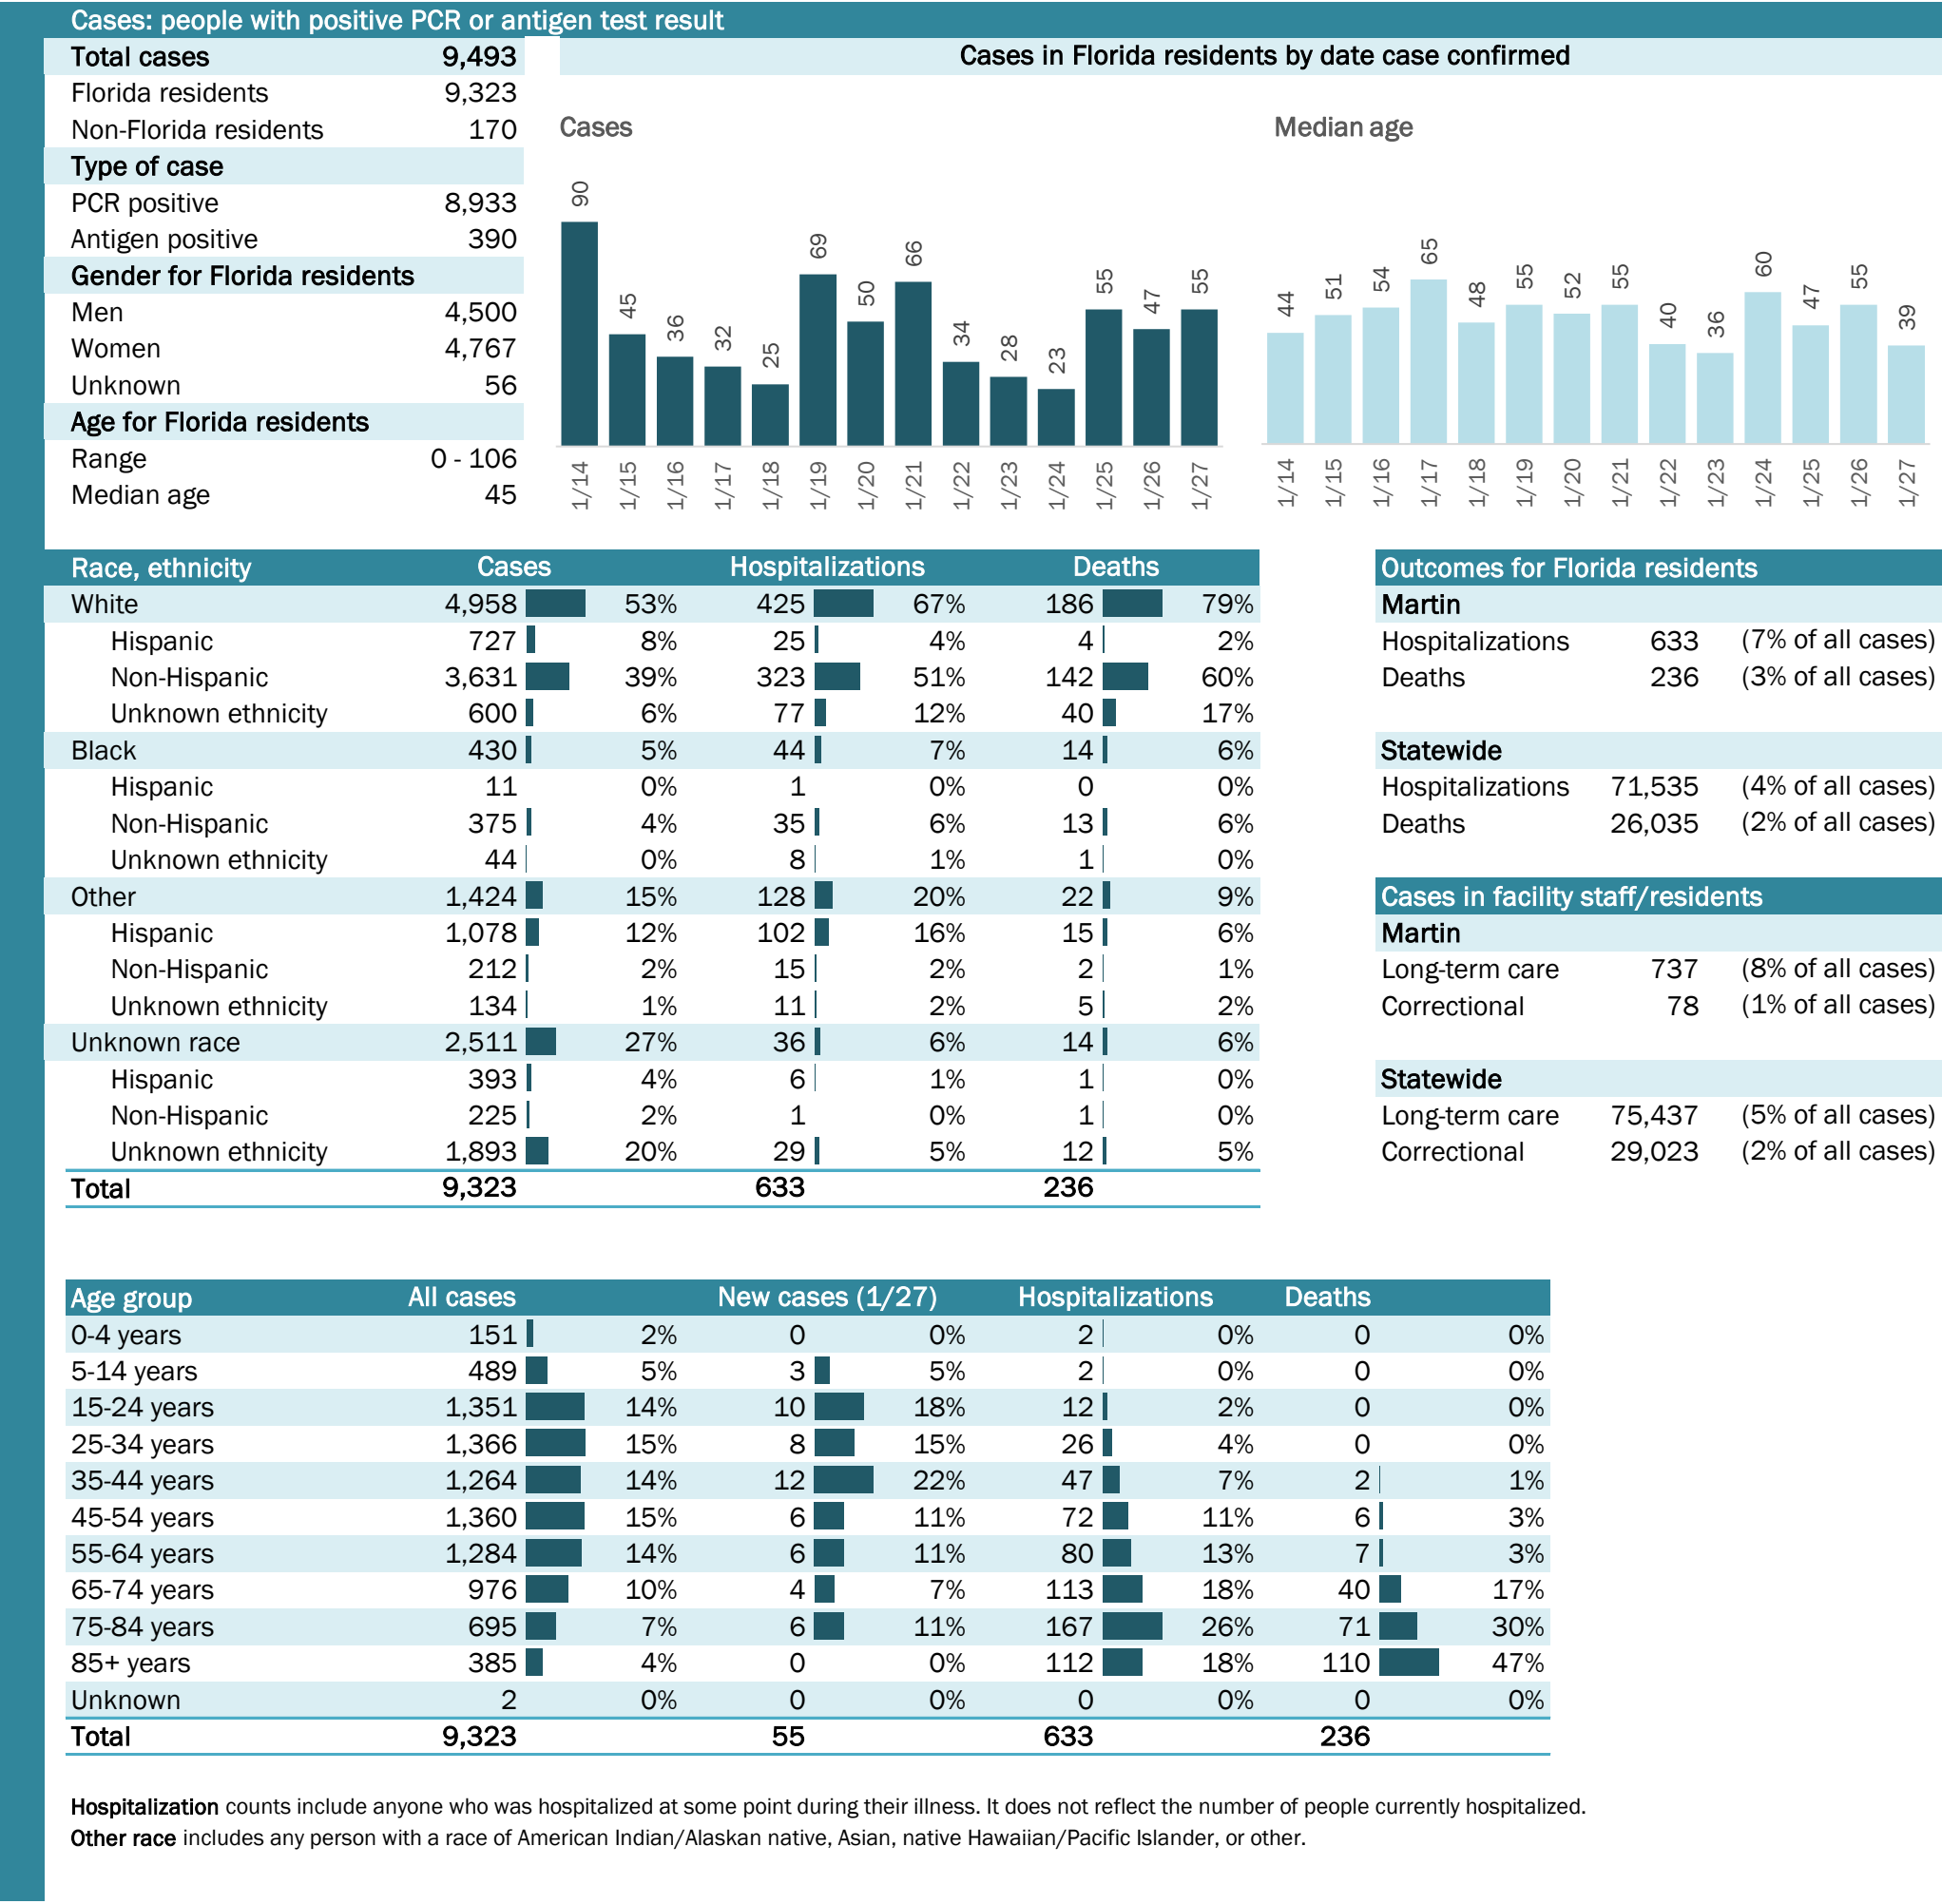 Cases: people with positive PCR or antigen test result
Total cases 9,493
Florida residents 9,323
Non-Florida residents 170
Type of case
PCR positive 8,933
Antigen positive 390
Gender for Florida residents
Men 4,500
Women 4,767
Unknown 56
Age for Florida residents
Range 0 - 106
Median age 45
Cases in Florida residents by date case confirmed
Cases
90 45 36 32 25 69 50 66 34 28 23 55 47 55
1/14 1/15 1/16 1/17 1/18 1/19 1/20 1/21 1/22 1/23 1/24 1/25 1/26 1/27
Median age
44 51 54 65 48 55 52 55 40 36 60 47 55 39
1/14 1/15 1/16 1/17 1/18 1/19 1/20 1/21 1/22 1/23 1/24 1/25 1/26 1/27
Race, ethnicity Cases Hospitalizations Deaths
White 4,958 53% 425 67% 186 79%
Hispanic 727 8% 25 4% 4 2%
Non-Hispanic 3,631 39% 323 51% 142 60%
Unknown ethnicity 600 6% 77 12% 40 17%
Black 430 5% 44 7% 14 6%
Hispanic 11 0% 1 0% 0 0%
Non-Hispanic 375 4% 35 6% 13 6%
Unknown ethnicity 44 0% 8 1% 1 0%
Other 1,424 15% 128 20% 22 9%
Hispanic 1,078 12% 102 16% 15 6%
Non-Hispanic 212 2% 15 2% 2 1%
Unknown ethnicity 134 1% 11 2% 5 2%
Unknown race 2,511 27% 36 6% 14 6%
Hispanic 393 4% 6 1% 1 0%
Non-Hispanic 225 2% 1 0% 1 0%
Unknown ethnicity 1,893 20% 29 5% 12 5%
Total 9,323 633 236
Outcomes for Florida residents
Martin
Hospitalizations 633 (7% of all cases)
Deaths 236 (3% of all cases)
Statewide
Hospitalizations 71,535 (4% of all cases)
Deaths 26,035 (2% of all cases)
Cases in facility staff/residents
Martin
Long-term care 737 (8% of all cases)
Correctional 78 (1% of all cases)
Statewide
Long-term care 75,437 (5% of all cases)
Correctional 29,023 (2% of all cases)
Age group All cases New cases (1/27) Hospitalizations Deaths
0-4 years 151 2% 0 0% 2 0% 0 0%
5-14 years 489 5% 3 5% 2 0% 0 0%
15-24 years 1,351 14% 10 18% 12 2% 0 0%
25-34 years 1,366 15% 8 15% 26 4% 0 0%
35-44 years 1,264 14% 12 22% 47 7% 2 1%
45-54 years 1,360 15% 6 11% 72 11% 6 3%
55-64 years 1,284 14% 6 11% 80 13% 7 3%
65-74 years 976 10% 4 7% 113 18% 40 17%
75-84 years 695 7% 6 11% 167 26% 71 30%
85+ years 385 4% 0 0% 112 18% 110 47%
Unknown 2 0% 0 0% 0 0% 0 0%
Total 9,323 55 633 236
Hospitalization counts include anyone who was hospitalized at some point during their illness. It does not reflect the number of people currently hospitalized.
Other race includes any person with a race of American Indian/Alaskan native, Asian, native Hawaiian/Pacific Islander, or other.